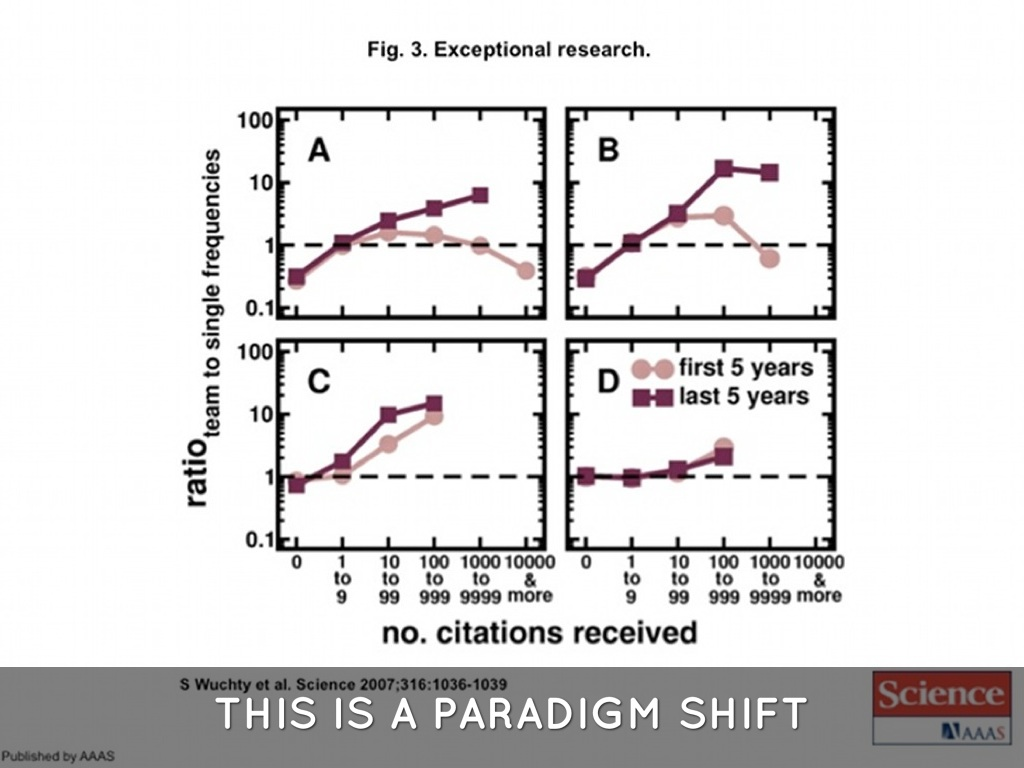 Fig. 3. Exceptional research.
ratio team to single frequencies
100
10
1
0.1
A
B
100
10
1
0.1
C
D
first 5 years
last 5 years
0
1 to 9
10 to 99
100 to 999
1000 to 9999
10000 & more
0
1 to 9
10 to 99
100 to 999
1000 to 9999
10000 & more
no. citations received
S Wuchty et al. Science 2007;316:1036-1039
THIS IS A PARADIGM SHIFT
Science
AAAS
Published by AAAS